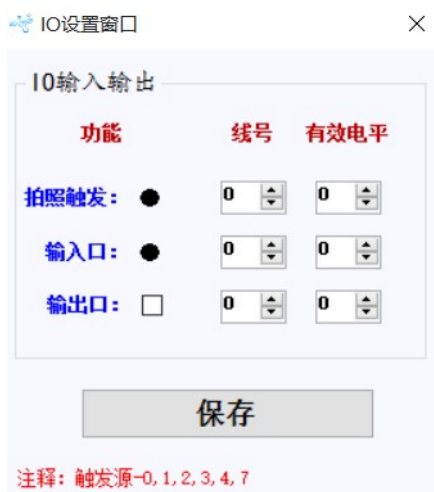 IO设置窗口
IO输入输出
功能 线号 有效电平
拍照触发： 0 0
输入口： 0 0
输出口： 0 0
保存
注释：触发源-0,1,2,3,4,7